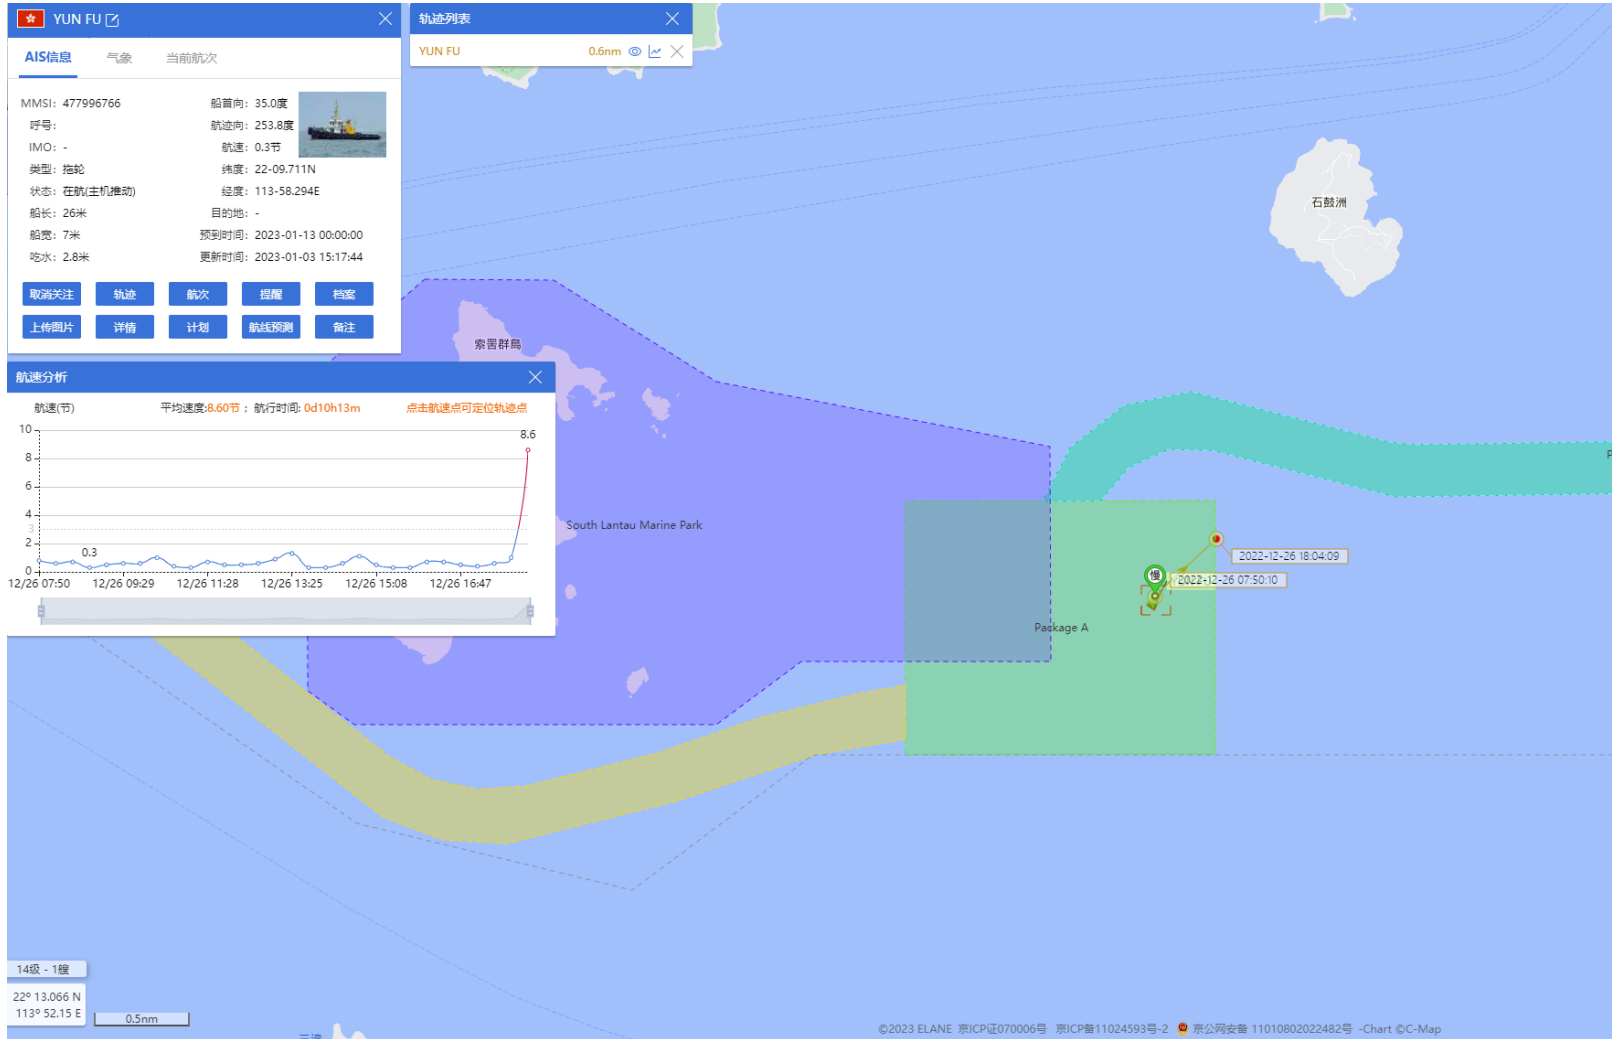 YUN FU
AIS信息 气象 当前航次
MMSI: 477996766 船首向: 35.0度
呼号: 航迹向: 253.8度
IMO: - 航速: 0.3节
类型: 拖轮 纬度: 22-09.711N
状态: 在航(主机推动) 经度: 113-58.294E
船长: 26米 目的地: -
船宽: 7米 预到时间: 2023-01-13 00:00:00
吃水: 2.8米 更新时间: 2023-01-03 15:17:44
取消关注 轨迹 航次 提醒 档案
上传图片 详情 计划 航线预测 备注
轨迹列表
YUN FU 0.6nm
航速分析
航速(节) 平均速度:8.60节 ; 航行时间: 0d10h13m 点击航速点可定位轨迹点
10
8.6
8
6
4
3
2
0.3
0
12/26 07:50 12/26 09:29 12/26 11:28 12/26 13:25 12/26 15:08 12/26 16:47
石鼓洲
索罟群島
South Lantau Marine Park
P
2022-12-26 18:04:09
慢
2022-12-26 07:50:10
Package A
14级 - 1艘
22º 13.066 N
113º 52.15 E
0.5nm
©2023 ELANE 京ICP证070006号 京ICP备11024593号-2 京公网安备 11010802022482号 -Chart ©C-Map